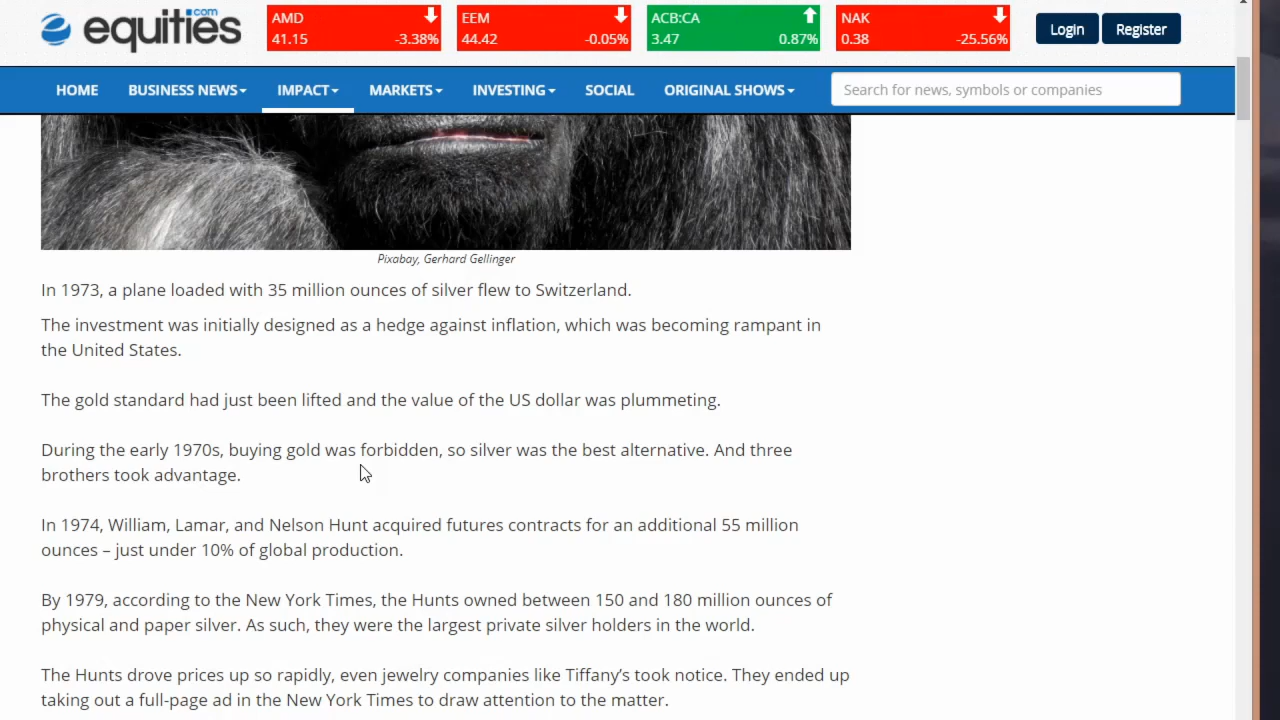 equities.com
AMD
41.15 -3.38%
EEM
44.42 -0.05%
ACB:CA
3.47 0.87%
NAK
0.38 -25.56%
Login Register
HOME BUSINESS NEWS IMPACT MARKETS INVESTING SOCIAL ORIGINAL SHOWS Search for news, symbols or companies
Pixabay, Gerhard Gellinger
In 1973, a plane loaded with 35 million ounces of silver flew to Switzerland.
The investment was initially designed as a hedge against inflation, which was becoming rampant in
the United States.
The gold standard had just been lifted and the value of the US dollar was plummeting.
During the early 1970s, buying gold was forbidden, so silver was the best alternative. And three
brothers took advantage.
In 1974, William, Lamar, and Nelson Hunt acquired futures contracts for an additional 55 million
ounces – just under 10% of global production.
By 1979, according to the New York Times, the Hunts owned between 150 and 180 million ounces of
physical and paper silver. As such, they were the largest private silver holders in the world.
The Hunts drove prices up so rapidly, even jewelry companies like Tiffany’s took notice. They ended up
taking out a full-page ad in the New York Times to draw attention to the matter.